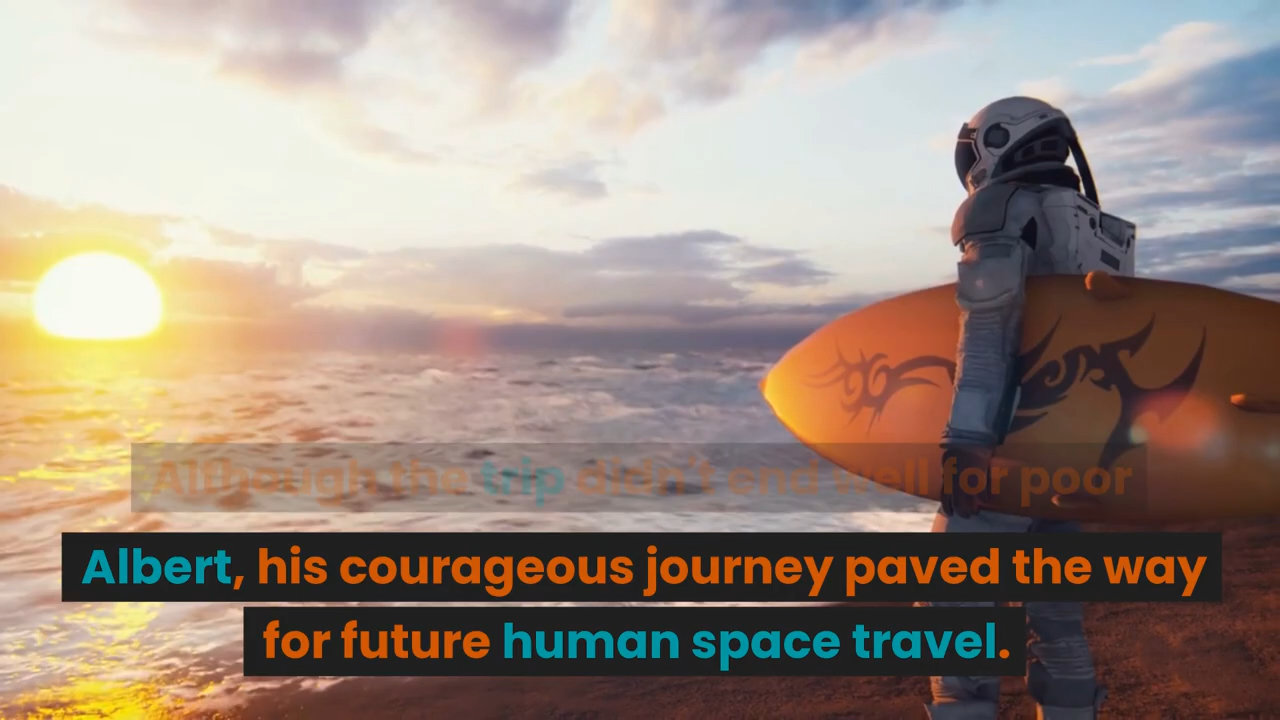 Although the trip didn't end well for poor
Albert, his courageous journey paved the way
for future human space travel.